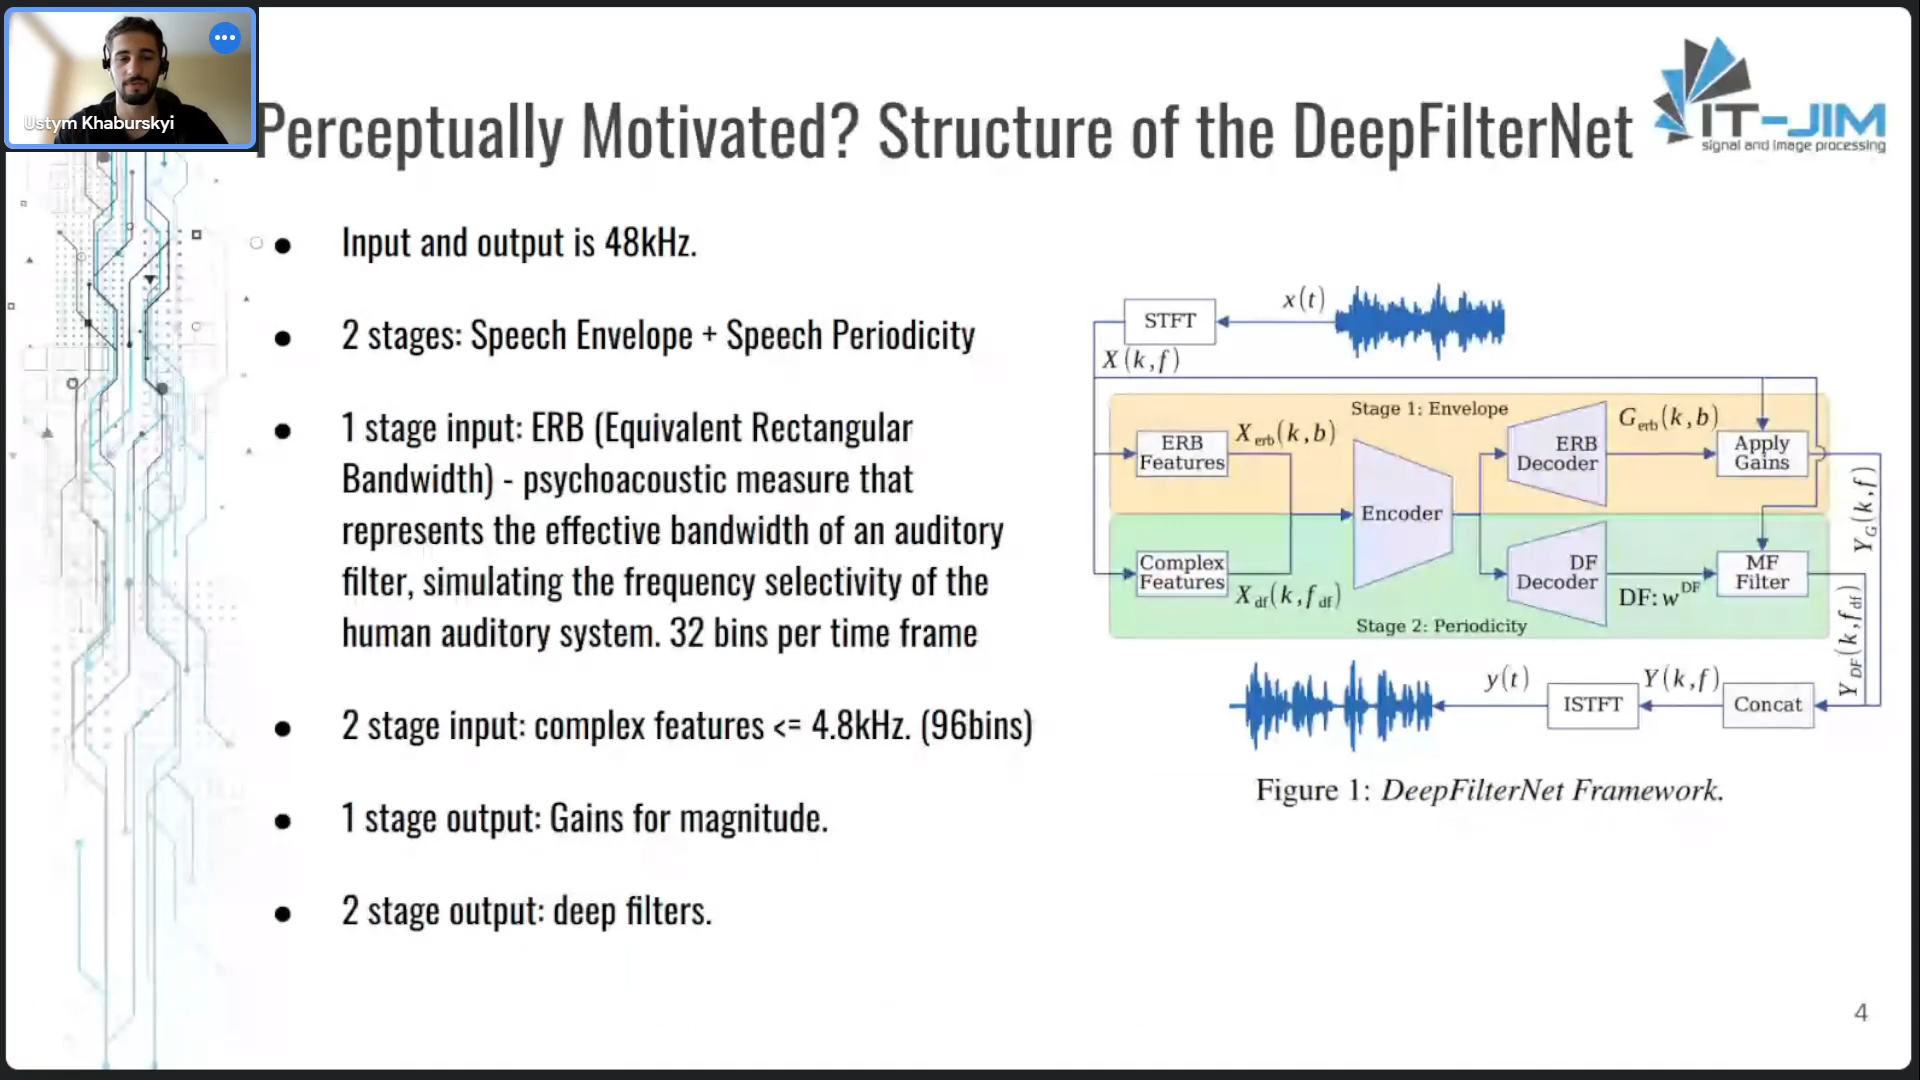 Ustym Khaburskyi
Perceptually Motivated? Structure of the DeepFilterNet
IT-JIM
signal and image processing
Input and output is 48kHz.
2 stages: Speech Envelope + Speech Periodicity
1 stage input: ERB (Equivalent Rectangular
Bandwidth) - psychoacoustic measure that
represents the effective bandwidth of an auditory
filter, simulating the frequency selectivity of the
human auditory system. 32 bins per time frame
2 stage input: complex features <= 4.8kHz. (96bins)
1 stage output: Gains for magnitude.
2 stage output: deep filters.
STFT
x(t)
X(k,f)
Stage 1: Envelope
ERB
Features
X_erb(k,b)
Encoder
ERB
Decoder
G_erb(k,b)
Apply
Gains
Y_G(k,f)
Complex
Features
X_df(k,f_df)
DF
Decoder
DF: w^DF
MF
Filter
Stage 2: Periodicity
Y_DF(k,f_df)
y(t)
ISTFT
Y(k,f)
Concat
Figure 1: DeepFilterNet Framework.
4